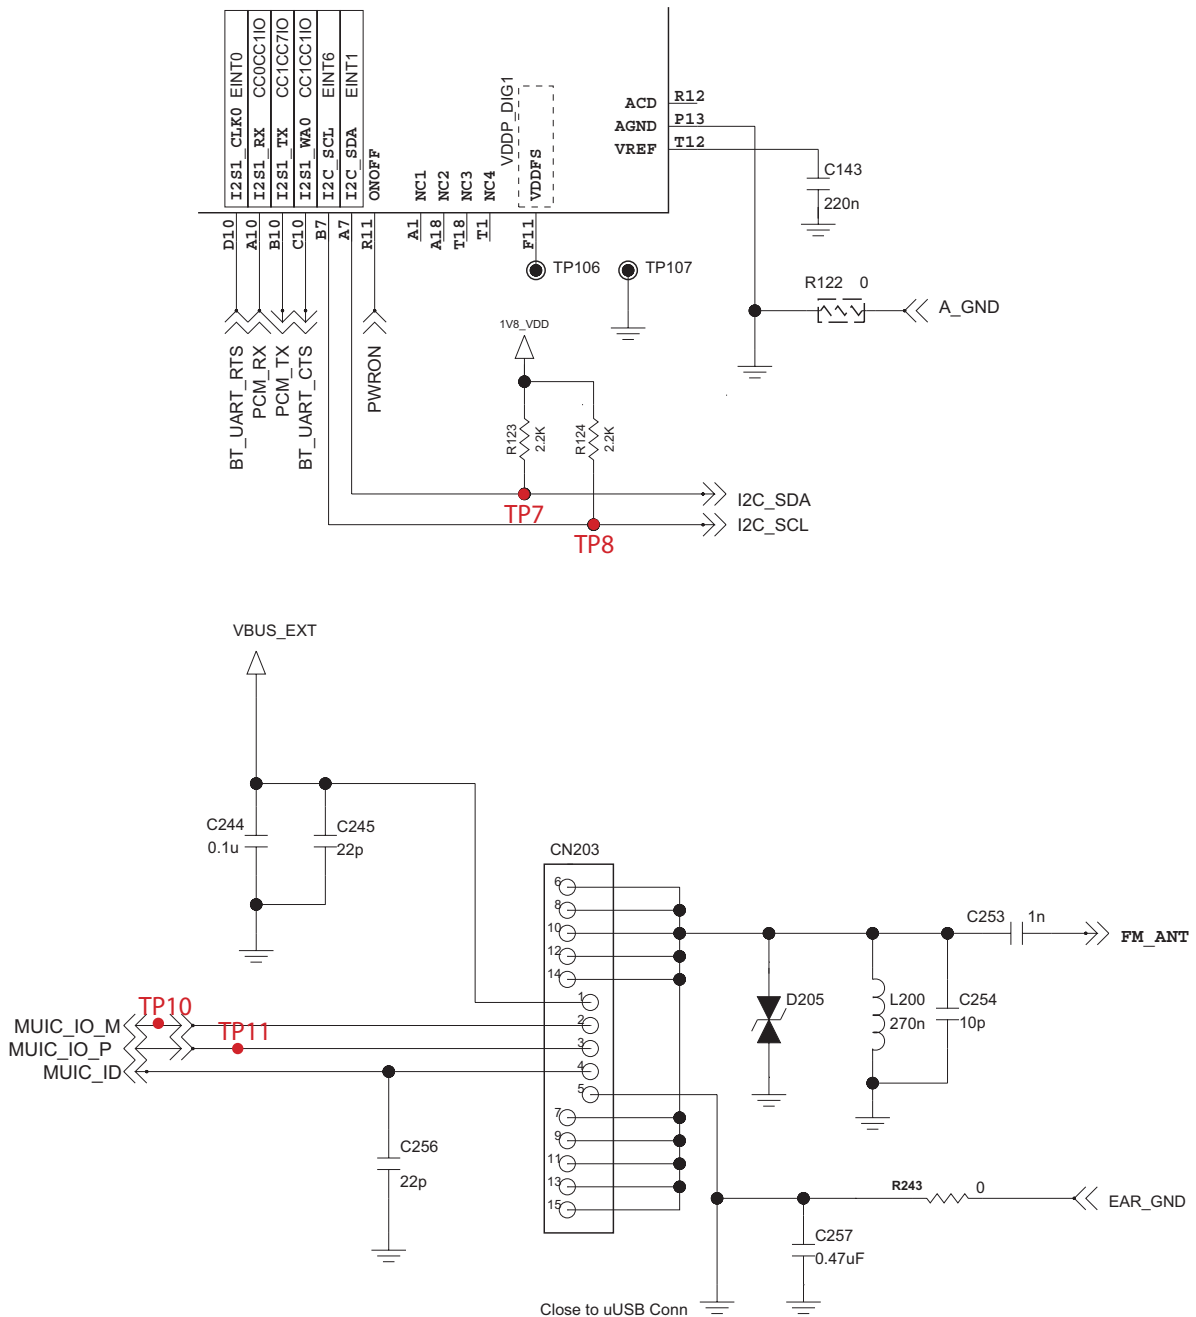 I2S1_CLK0 EINT0
I2S1_RX CC0CC1IO
I2S1_TX CC1CC7IO
I2S1_WA0 CC1CC1IO
I2C_SCL EINT6
I2C_SDA EINT1
ONOFF
NC1
NC2
NC3
NC4
VDDP_DIG1
VDDFS
ACD R12
AGND P13
VREF T12
C143
220n
D10
A10
B10
C10
B7
A7
R11
A1
A18
T18
T1
F11
TP106
TP107
R122 0
A_GND
BT_UART_RTS
PCM_RX
PCM_TX
BT_UART_CTS
PWRON
1V8_VDD
R123
2.2K
R124
2.2K
I2C_SDA
TP7
I2C_SCL
TP8
VBUS_EXT
C244
0.1u
C245
22p
CN203
6
8
10
12
14
1
2
3
4
5
7
9
11
13
15
C253 1n
FM_ANT
D205
L200
270n
C254
10p
TP10
MUIC_IO_M
TP11
MUIC_IO_P
MUIC_ID
C256
22p
R243 0
EAR_GND
C257
0.47uF
Close to uUSB Conn